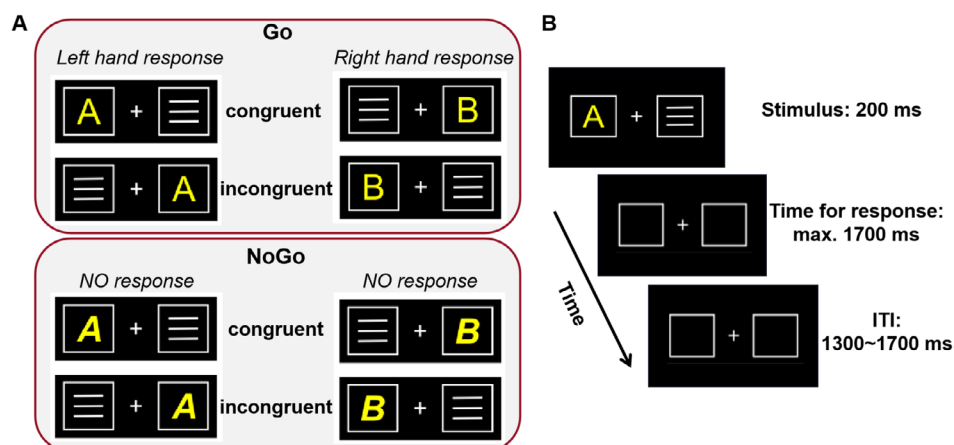 A
Go
Left hand response
Right hand response
A + congruent + B
+ A incongruent B +
NoGo
NO response
NO response
A + congruent + B
+ A incongruent B +
B
A +
Stimulus: 200 ms
+
Time for response:
max. 1700 ms
+
ITI:
1300~1700 ms
Time